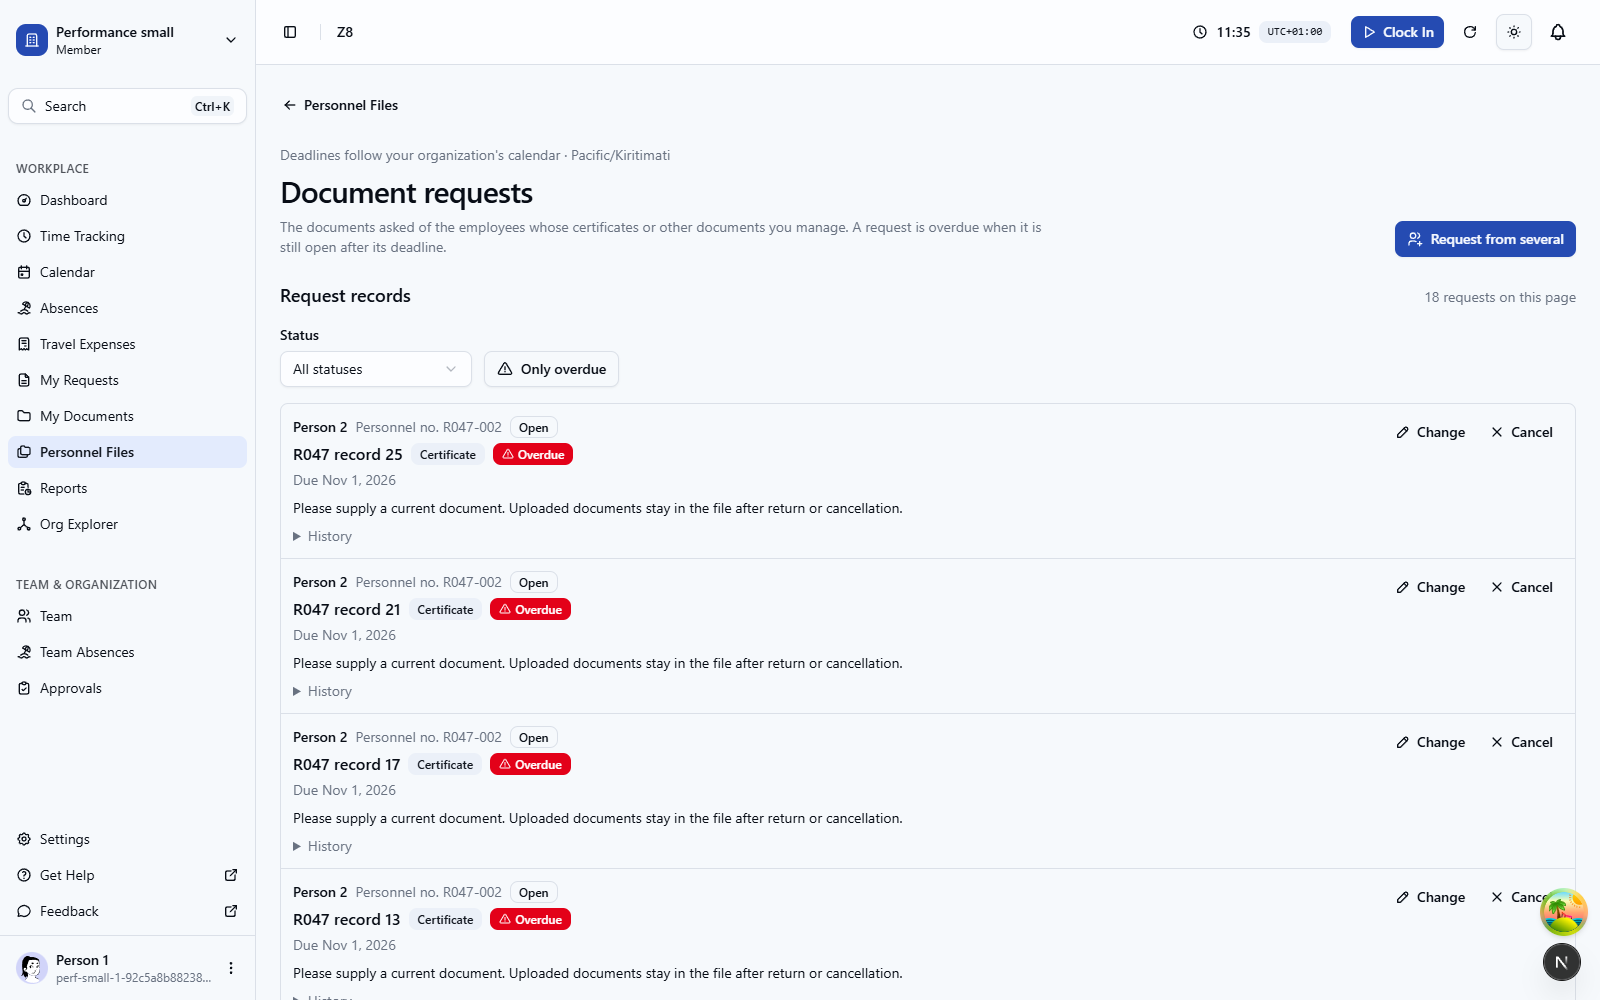 Performance small
Member
Search
Ctrl+K
WORKPLACE
Dashboard
Time Tracking
Calendar
Absences
Travel Expenses
My Requests
My Documents
Personnel Files
Reports
Org Explorer
TEAM & ORGANIZATION
Team
Team Absences
Approvals
Settings
Get Help
Feedback
Person 1
perf-small-1-92c5a8b88238...
Z8
11:35
UTC+01:00
Clock In
Personnel Files
Deadlines follow your organization's calendar · Pacific/Kiritimati
Document requests
The documents asked of the employees whose certificates or other documents you manage. A request is overdue when it is
still open after its deadline.
Request from several
Request records
18 requests on this page
Status
All statuses
Only overdue
Person 2 Personnel no. R047-002 Open
Change Cancel
R047 record 25 Certificate Overdue
Due Nov 1, 2026
Please supply a current document. Uploaded documents stay in the file after return or cancellation.
History
Person 2 Personnel no. R047-002 Open
Change Cancel
R047 record 21 Certificate Overdue
Due Nov 1, 2026
Please supply a current document. Uploaded documents stay in the file after return or cancellation.
History
Person 2 Personnel no. R047-002 Open
Change Cancel
R047 record 17 Certificate Overdue
Due Nov 1, 2026
Please supply a current document. Uploaded documents stay in the file after return or cancellation.
History
Person 2 Personnel no. R047-002 Open
Change Canc
R047 record 13 Certificate Overdue
Due Nov 1, 2026
Please supply a current document. Uploaded documents stay in the file after return or cancellation.
History
N